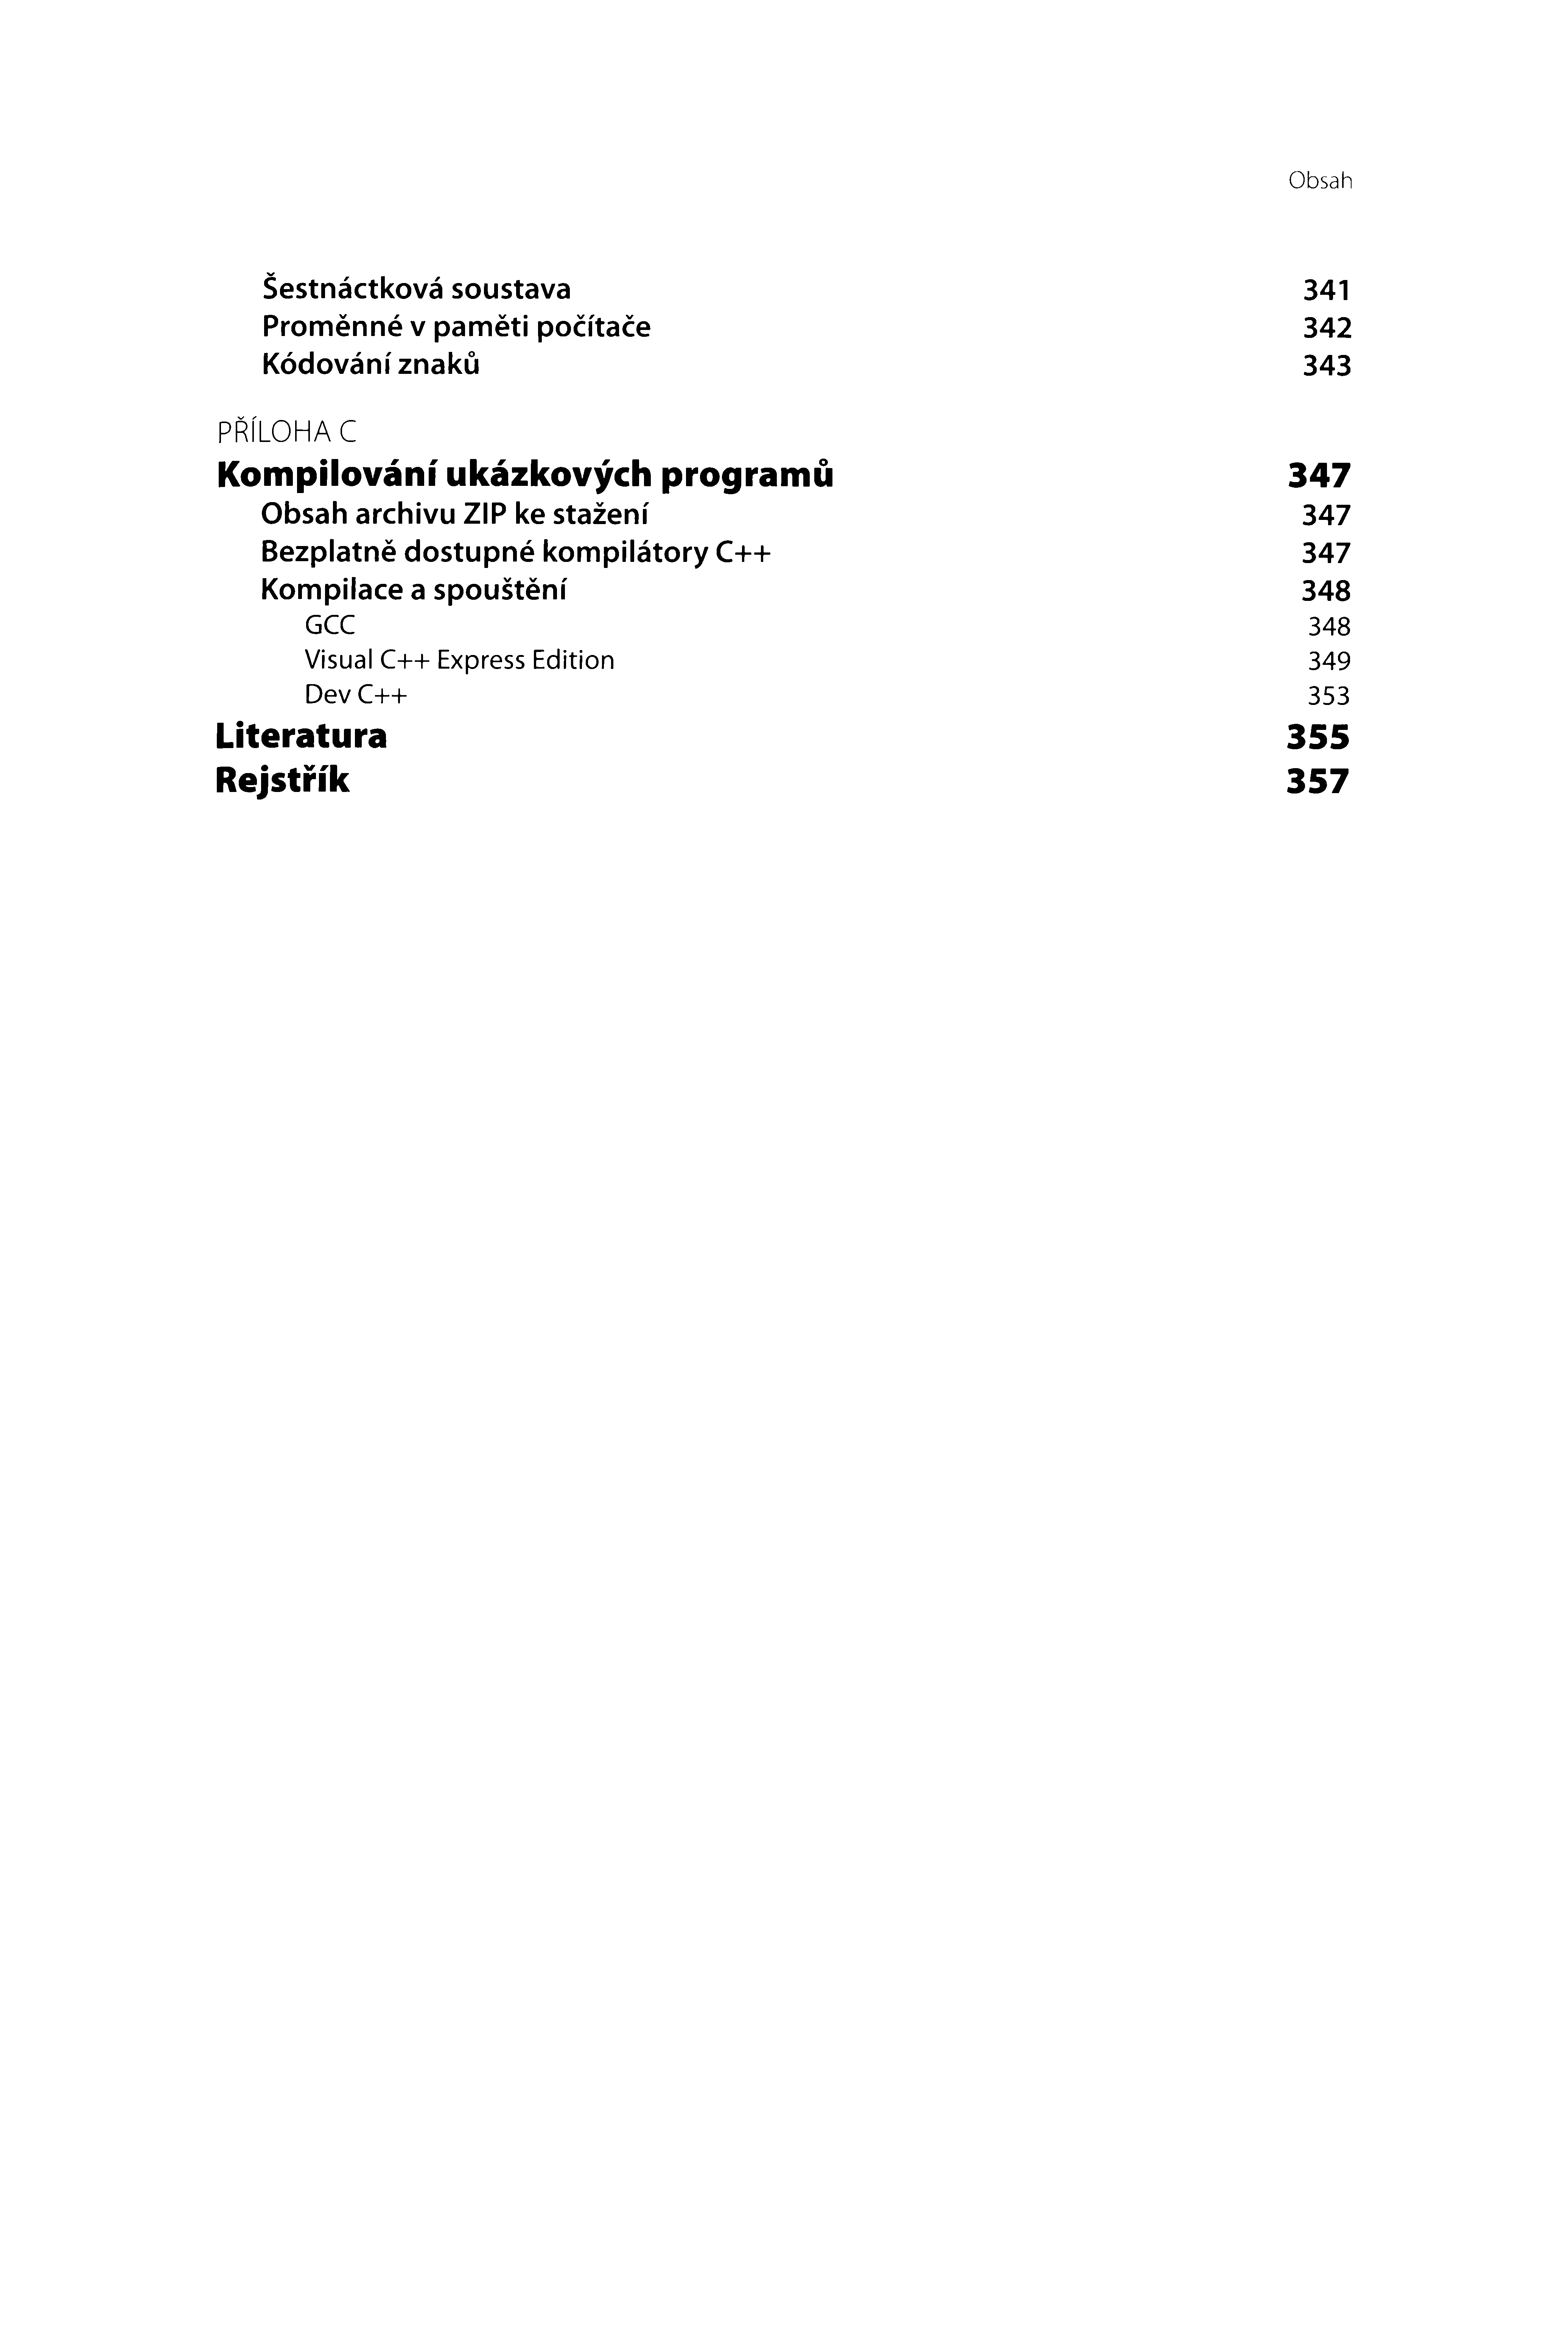 Obsah
Šestnáctková soustava 341
Proměnné v paměti počítače 342
Kódování znaků 343
PŘÍLOHA C
Kompilování ukázkových programů 347
Obsah archivu ZIP ke stažení 347
Bezplatně dostupné kompilátory C++ 347
Kompilace a spouštění 348
GCC 348
Visual C++ Express Edition 349
Dev C++ 353
Literatura 355
Rejstřík 357